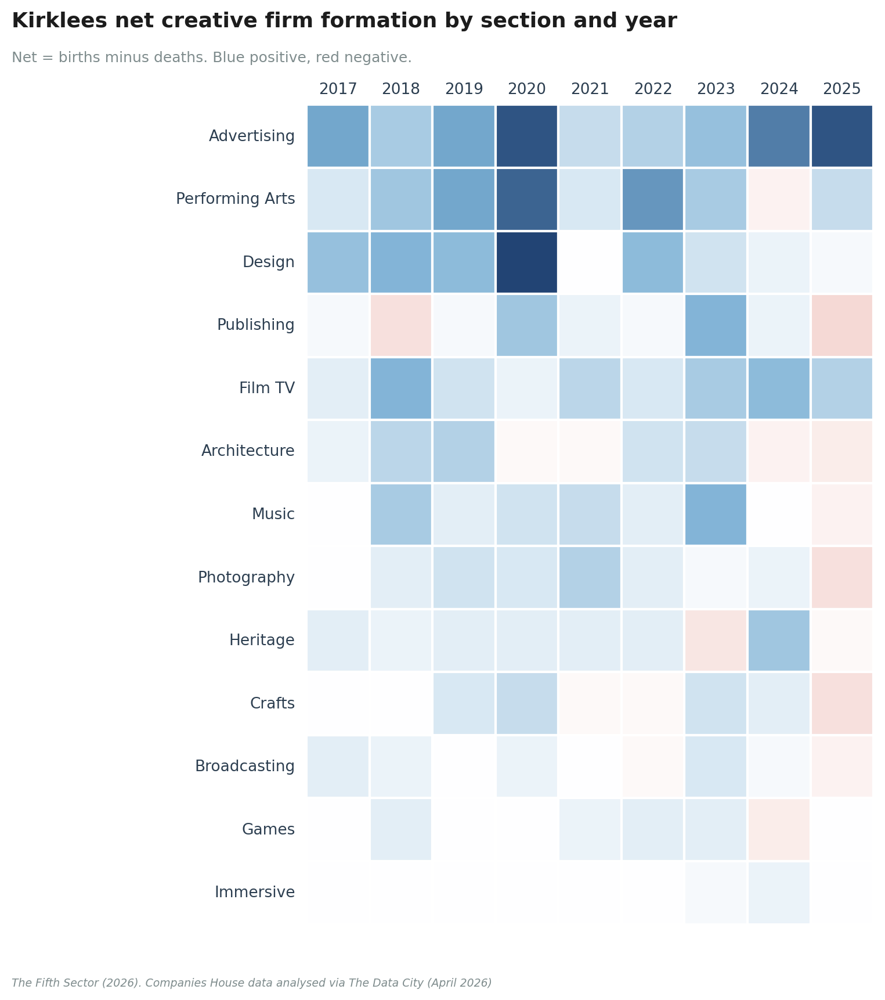 Kirklees net creative firm formation by section and year
Net = births minus deaths. Blue positive, red negative.
2017 2018 2019 2020 2021 2022 2023 2024 2025
Advertising
Performing Arts
Design
Publishing
Film TV
Architecture
Music
Photography
Heritage
Crafts
Broadcasting
Games
Immersive
The Fifth Sector (2026). Companies House data analysed via The Data City (April 2026)